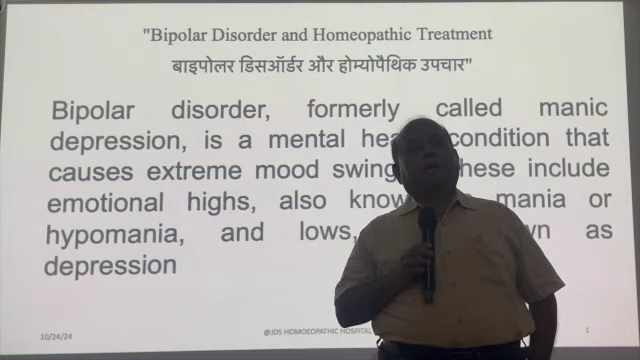 "Bipolar Disorder and Homeopathic Treatment
बाइपोलर डिसऑर्डर और होम्योपैथिक उपचार"
Bipolar disorder, formerly called manic
depression, is a mental condition that
causes extreme mood include
emotional highs, also mania or
hypomania, and lows, as
depression
10/24/24
@JDS HOMOEOPATHIC HOSPITAL
1